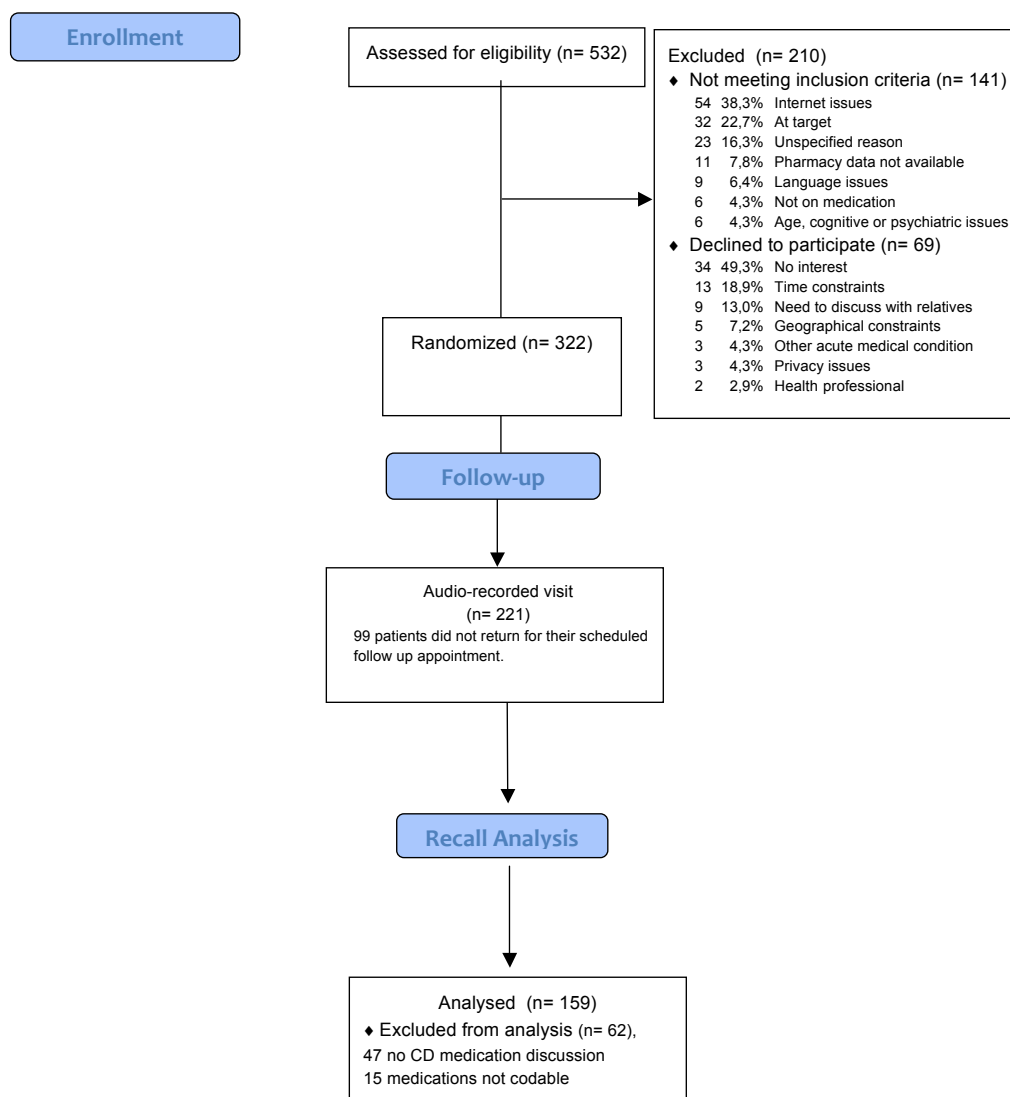 Enrollment
Assessed for eligibility (n= 532)
Excluded (n= 210)
♦ Not meeting inclusion criteria (n= 141)
54 38,3% Internet issues
32 22,7% At target
23 16,3% Unspecified reason
11 7,8% Pharmacy data not available
9 6,4% Language issues
6 4,3% Not on medication
6 4,3% Age, cognitive or psychiatric issues
♦ Declined to participate (n= 69)
34 49,3% No interest
13 18,9% Time constraints
9 13,0% Need to discuss with relatives
5 7,2% Geographical constraints
3 4,3% Other acute medical condition
3 4,3% Privacy issues
2 2,9% Health professional
Randomized (n= 322)
Follow-up
Audio-recorded visit
(n= 221)
99 patients did not return for their scheduled
follow up appointment.
Recall Analysis
Analysed (n= 159)
♦ Excluded from analysis (n= 62),
47 no CD medication discussion
15 medications not codable